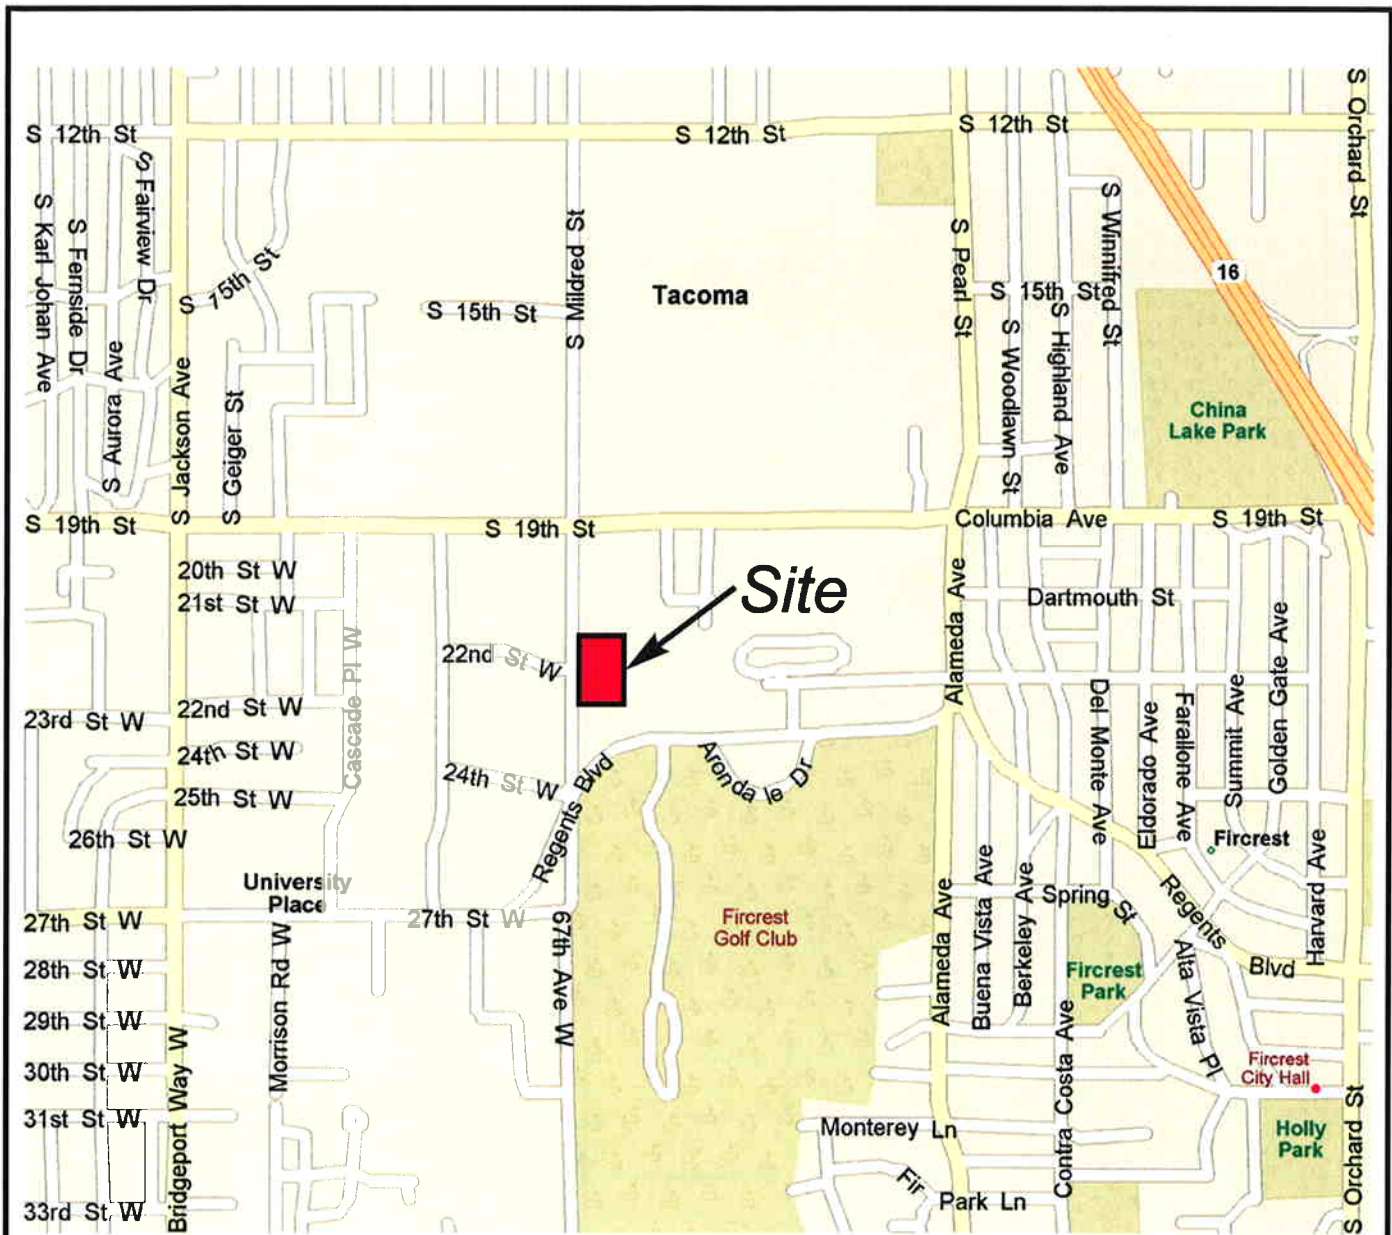 S 12th St
S 12th St
S 12th St
S Orchard St
S Fairview Dr
S Karl Johan Ave
S Fernside Dr
S 15th St
S Mildred St
S Pearl St
S Winnifred St
16
Tacoma
S 15th St
S 15th St
S Aurora Ave
S Jackson Ave
S Geiger St
S Woodlawn St
S Highland Ave
China
Lake Park
S 19th St
S 19th St
Columbia Ave
S 19th St
20th St W
21st St W
Site
Dartmouth St
Alameda Ave
Golden Gate Ave
Cascade Pl W
22nd St W
22nd St W
23rd St W
24th St W
24th St W
25th St W
26th St W
Regents Blvd
Aronda le Dr
Del Monte Ave
Eldorado Ave
Farallone Ave
Summit Ave
Fircrest
Harvard Ave
University
Place
27th St W
27th St W
67th Ave W
Fircrest
Golf Club
Alameda Ave
Buena Vista Ave
Berkeley Ave
Spring St
Regents Blvd
Alta Vista Pl
28th St W
Morrison Rd W
Fircrest
Park
29th St W
30th St W
31st St W
33rd St W
Bridgeport Way W
Contra Costa Ave
Fircrest
City Hall
Monterey Ln
Holly
Park
Fir
Park Ln
S Orchard St